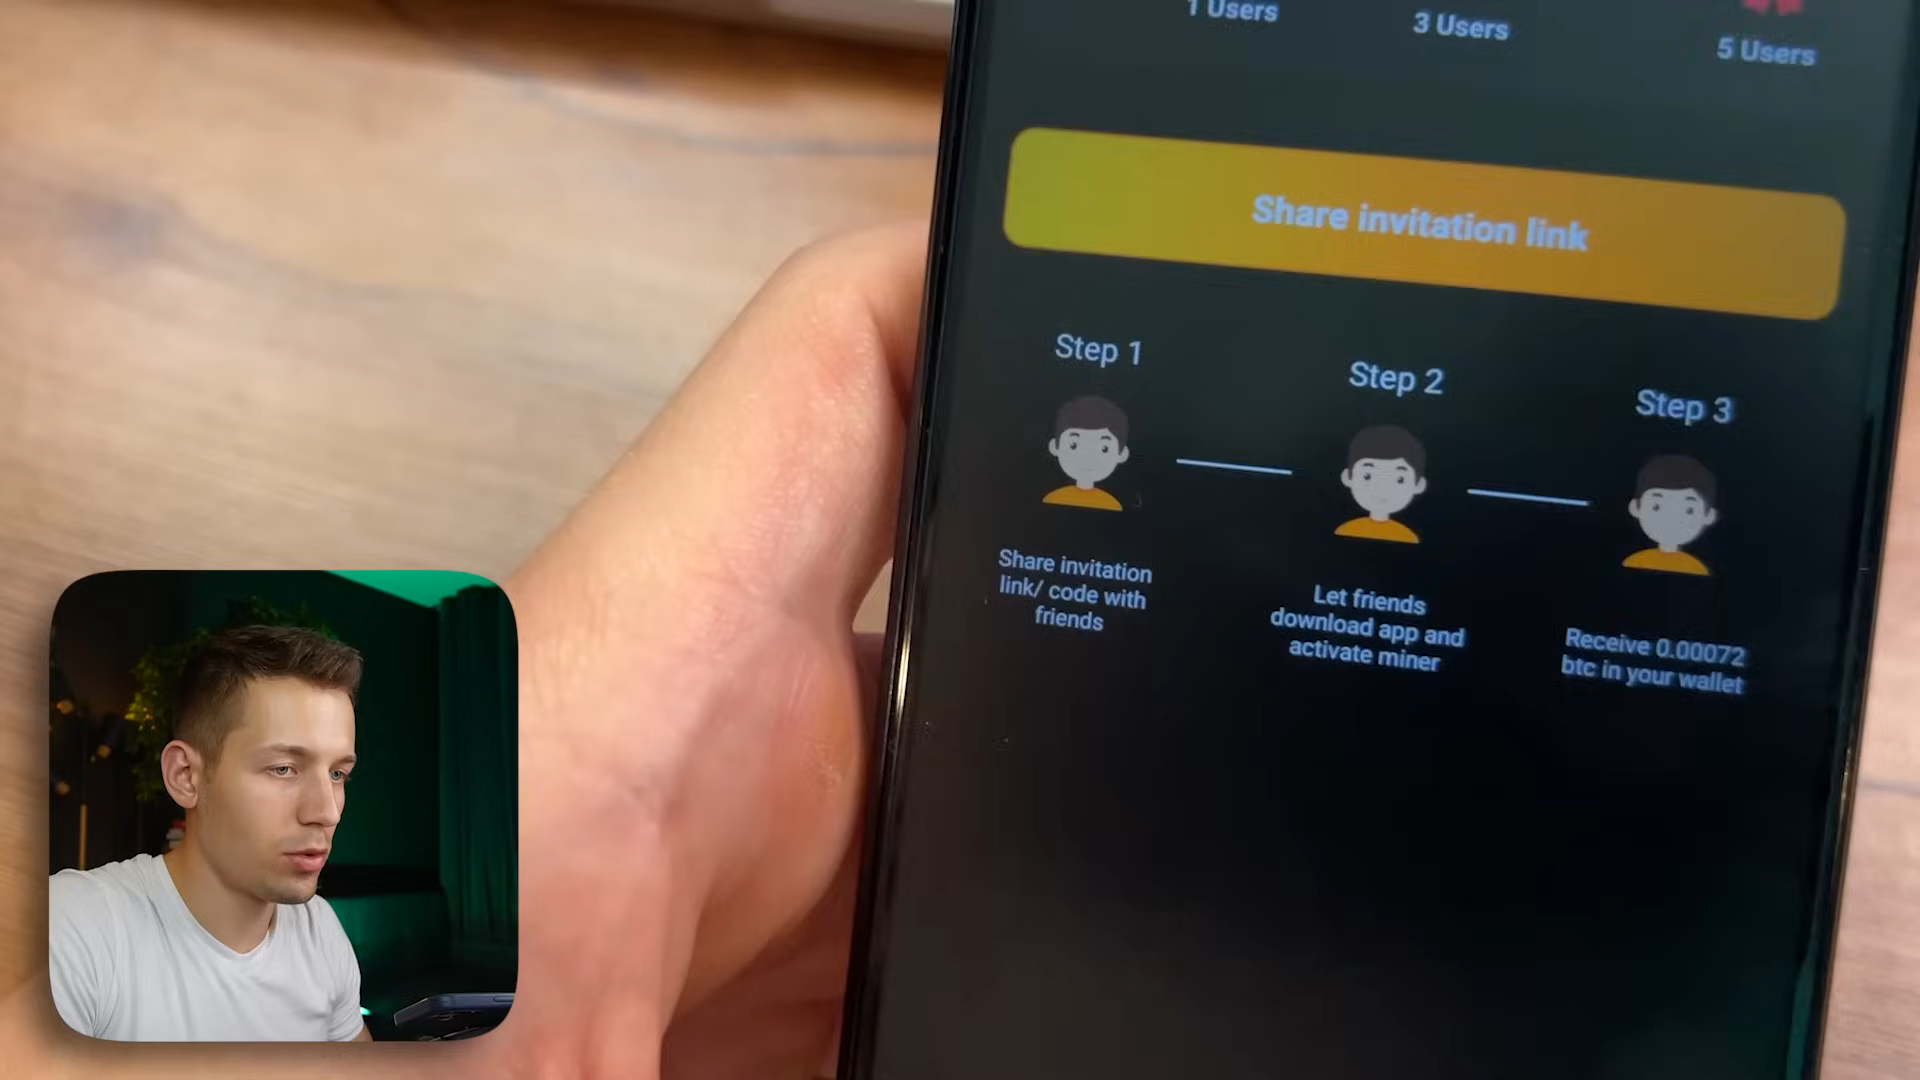 1 Users
3 Users
5 Users
Share invitation link
Step 1
Step 2
Step 3
Share invitation
link/ code with
friends
Let friends
download app and
activate miner
Receive 0.00072
btc in your wallet